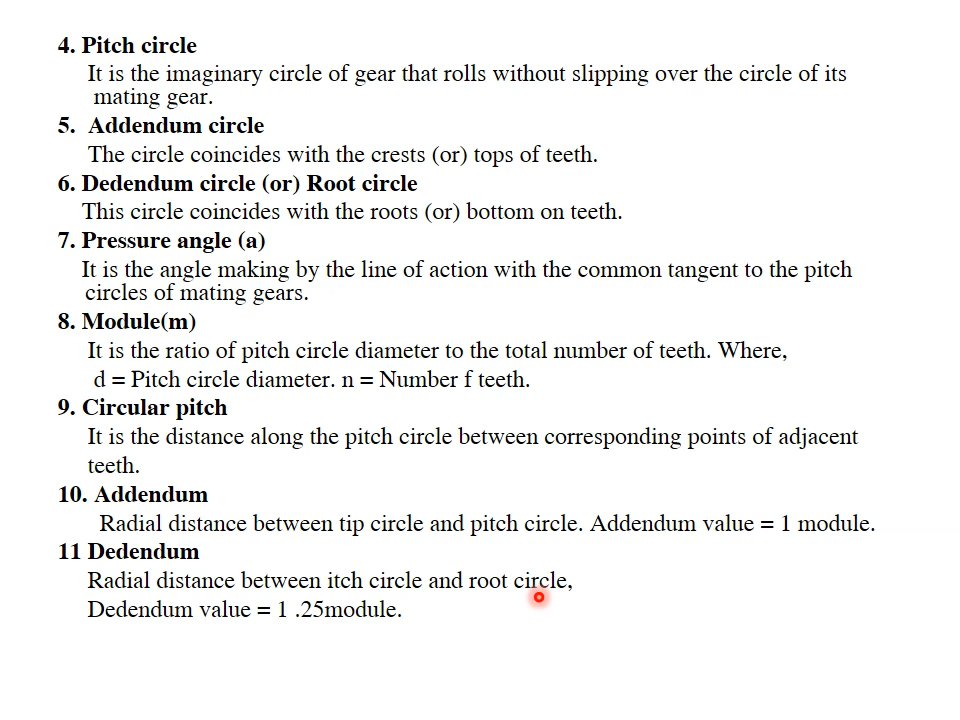 4. Pitch circle
It is the imaginary circle of gear that rolls without slipping over the circle of its
mating gear.
5. Addendum circle
The circle coincides with the crests (or) tops of teeth.
6. Dedendum circle (or) Root circle
This circle coincides with the roots (or) bottom on teeth.
7. Pressure angle (a)
It is the angle making by the line of action with the common tangent to the pitch
circles of mating gears.
8. Module(m)
It is the ratio of pitch circle diameter to the total number of teeth. Where,
d = Pitch circle diameter. n = Number f teeth.
9. Circular pitch
It is the distance along the pitch circle between corresponding points of adjacent
teeth.
10. Addendum
Radial distance between tip circle and pitch circle. Addendum value = 1 module.
11 Dedendum
Radial distance between itch circle and root circle,
Dedendum value = 1 .25module.